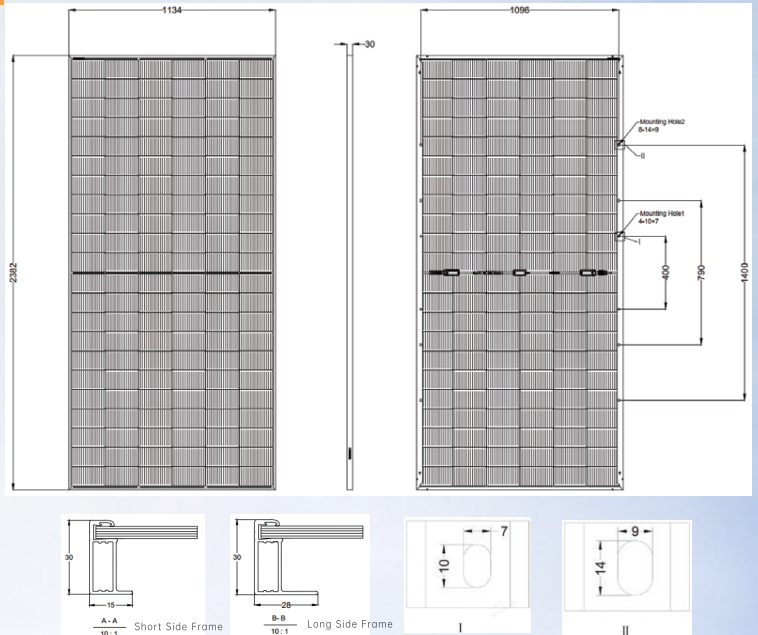 1134
30
1096
2382
Mounting Hole2
8-14×9
II
Mounting Hole1
4-10×7
I
400
790
1400
30
15
A - A
10 : 1
Short Side Frame
30
28
B- B
10 : 1
Long Side Frame
7
10
I
9
14
II